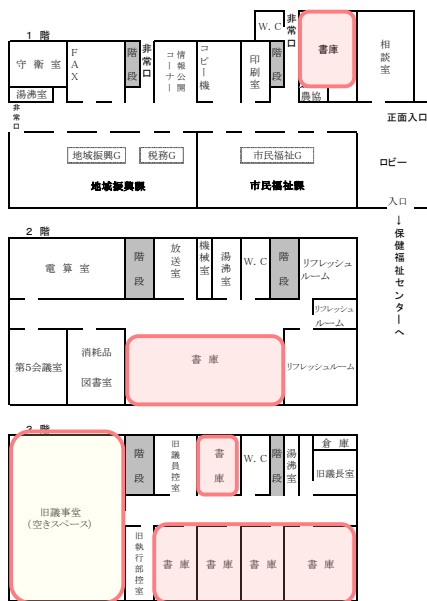 １ 階
守 衛 室
ＦＡＸ
階段
非常口
情報公開コーナー
コピー機
W.C
印刷室
階段
非常口
書庫
農協
相談室
湯沸室
非常口
正面入口
地域振興G
税務G
市民福祉G
ロビー
地域振興課
市民福祉課
入口
→保健福祉センターへ
２ 階
電 算 室
階段
放送室
機械室
湯沸室
W.C
階段
リフレッシュ
ルーム
リフレッシュ
ルーム
第5会議室
消耗品
図書室
書 庫
リフレッシュルーム
３ 階
旧議事堂
(空きスペース)
階段
旧議員控室
書庫
W.C
階段
湯沸室
倉 庫
旧議長室
旧執行部控室
書 庫
書 庫
書 庫
書 庫